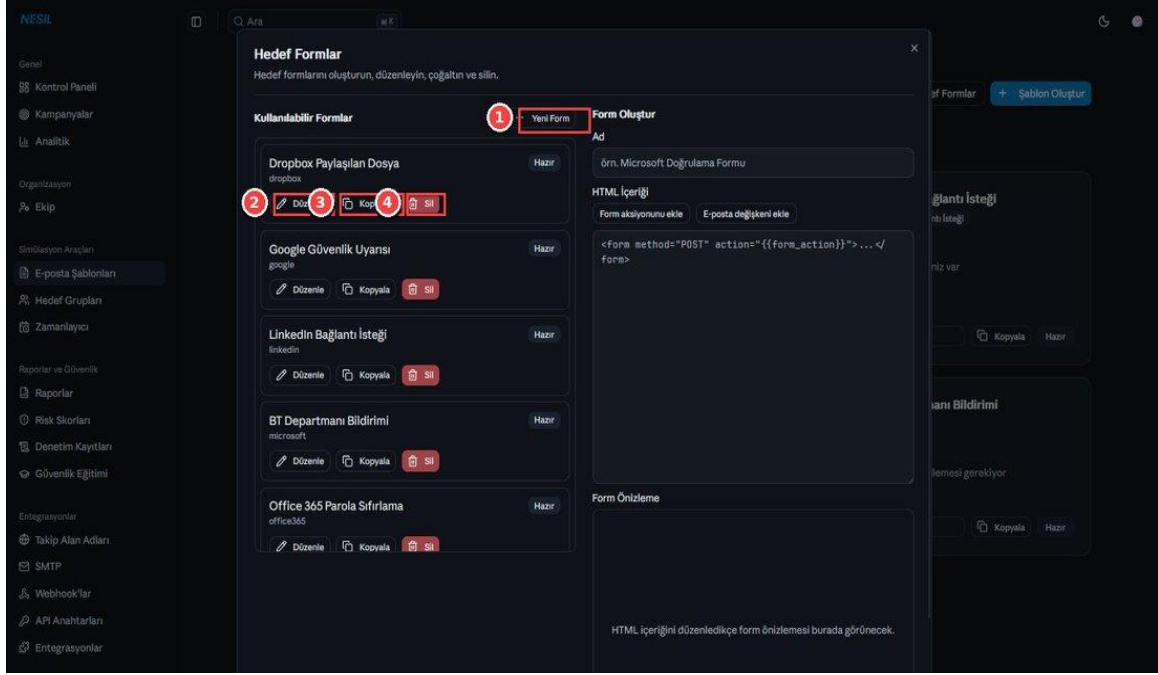 NESIL
Ara
⌘ K
Genel
Kontrol Paneli
Kampanyalar
Analitik
Organizasyon
Ekip
Simülasyon Araçları
E-posta Şablonları
Hedef Grupları
Zamanlayıcı
Raporlar ve Güvenlik
Raporlar
Risk Skorları
Denetim Kayıtları
Güvenlik Eğitimi
Entegrasyonlar
Takip Alan Adları
SMTP
Webhook'lar
API Anahtarları
Entegrasyonlar
Hedef Formlar
Hedef formlarını oluşturun, düzenleyin, çoğaltın ve silin.
Kullanılabilir Formlar
1
Yeni Form
Dropbox Paylaşılan Dosya
Hazır
dropbox
2
3
4
Sil
Google Güvenlik Uyarısı
Hazır
google
Düzenle Kopyala Sil
LinkedIn Bağlantı İsteği
Hazır
linkedin
Düzenle Kopyala Sil
BT Departmanı Bildirimi
Hazır
microsoft
Düzenle Kopyala Sil
Office 365 Parola Sıfırlama
Hazır
office365
Düzenle Kopyala Sil
Form Oluştur
Ad
örn. Microsoft Doğrulama Formu
HTML İçeriği
Form aksiyonunu ekle E-posta değişkeni ekle
<form method="POST" action="{{form_action}}">...</
form>
Form Önizleme
HTML içeriğini düzenledikçe form önizlemesi burada görünecek.
Formlar
+ Şablon Oluştur
İsteği
var
Kopyala Hazır
Bildirimi
gerekiyor
Kopyala Hazır